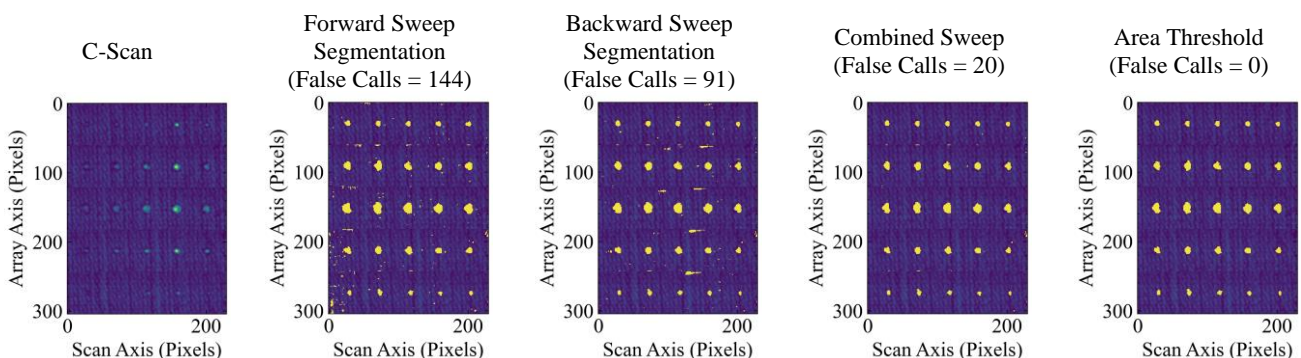 C-Scan
Forward Sweep
Segmentation
(False Calls = 144)
Backward Sweep
Segmentation
(False Calls = 91)
Combined Sweep
(False Calls = 20)
Area Threshold
(False Calls = 0)
Array Axis (Pixels)
0
100
200
300
0
200
Scan Axis (Pixels)
Array Axis (Pixels)
0
100
200
300
0
200
Scan Axis (Pixels)
Array Axis (Pixels)
0
100
200
300
0
200
Scan Axis (Pixels)
Array Axis (Pixels)
0
100
200
300
0
200
Scan Axis (Pixels)
Array Axis (Pixels)
0
100
200
300
0
200
Scan Axis (Pixels)